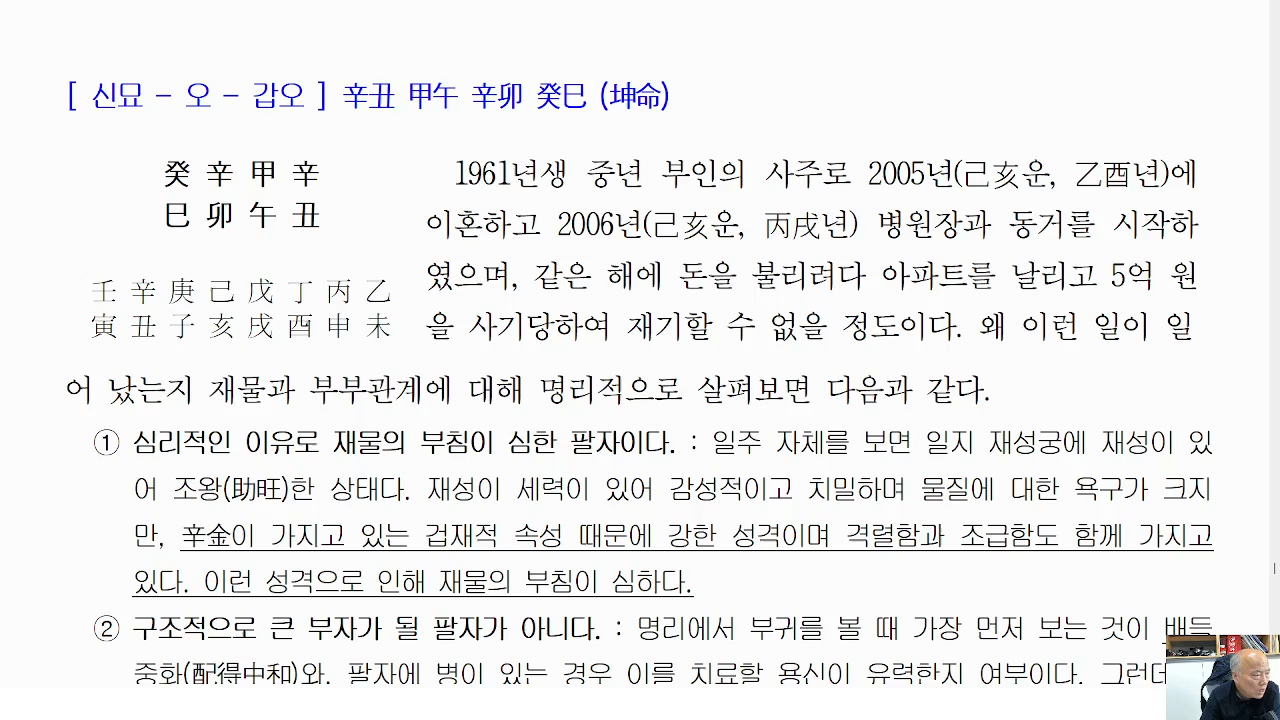 [ 신묘 - 오 - 갑오 ] 辛丑 甲午 辛卯 癸巳 (坤命)
癸 辛 甲 辛
巳 卯 午 丑
壬 辛 庚 己 戊 丁 丙 乙
寅 丑 子 亥 戌 酉 申 未
1961년생 중년 부인의 사주로 2005년(己亥운, 乙酉년)에
이혼하고 2006년(己亥운, 丙戌년) 병원장과 동거를 시작하
였으며, 같은 해에 돈을 불리려다 아파트를 날리고 5억 원
을 사기당하여 재기할 수 없을 정도이다. 왜 이런 일이 일
어 났는지 재물과 부부관계에 대해 명리적으로 살펴보면 다음과 같다.
① 심리적인 이유로 재물의 부침이 심한 팔자이다. : 일주 자체를 보면 일지 재성궁에 재성이 있
어 조왕(助旺)한 상태다. 재성이 세력이 있어 감성적이고 치밀하며 물질에 대한 욕구가 크지
만, 辛金이 가지고 있는 겁재적 속성 때문에 강한 성격이며 격렬함과 조급함도 함께 가지고
있다. 이런 성격으로 인해 재물의 부침이 심하다.
② 구조적으로 큰 부자가 될 팔자가 아니다. : 명리에서 부귀를 볼 때 가장 먼저 보는 것이 배득
중화(配得中和)와, 팔자에 병이 있는 경우 이를 치료할 용신이 유력한지 여부이다. 그런데